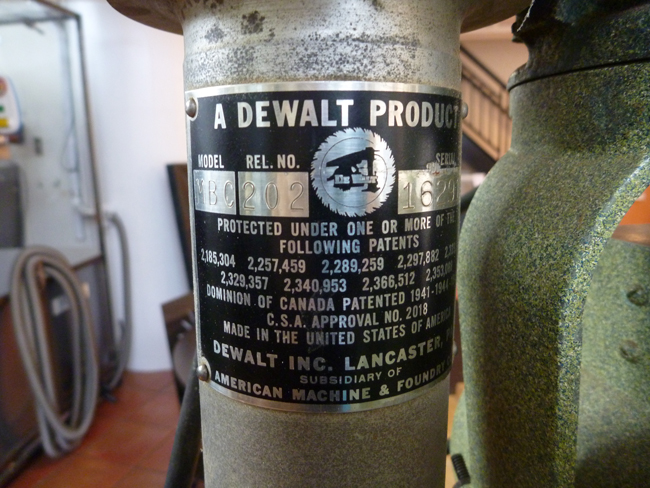 A DEWALT PRODUCT
MODEL REL. NO. SERIAL
MBC 202 162
PROTECTED UNDER ONE OR MORE OF THE
FOLLOWING PATENTS
2,185,304 2,257,459 2,289,259 2,297,882
2,329,357 2,340,953 2,366,512
DOMINION OF CANADA PATENTED 1941-1944
C.S.A. APPROVAL NO. 2018
MADE IN THE UNITED STATES OF AMERICA
DEWALT INC. LANCASTER,
SUBSIDIARY OF
AMERICAN MACHINE & FOUNDRY